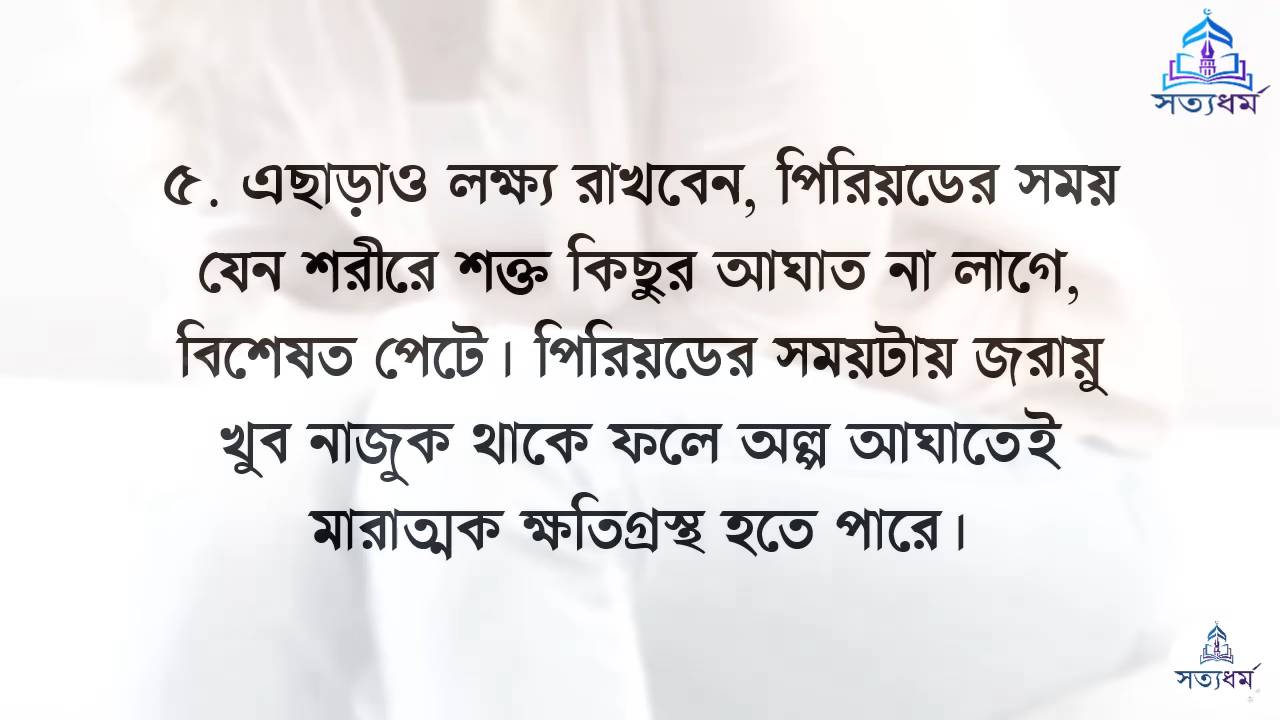 সত্যধর্ম
৫. এছাড়াও লক্ষ্য রাখবেন, পিরিয়ডের সময়
যেন শরীরে শক্ত কিছুর আঘাত না লাগে,
বিশেষত পেটে। পিরিয়ডের সময়টায় জরায়ু
খুব নাজুক থাকে ফলে অল্প আঘাতেই
মারাত্মক ক্ষতিগ্রস্থ হতে পারে।
সত্যধর্ম